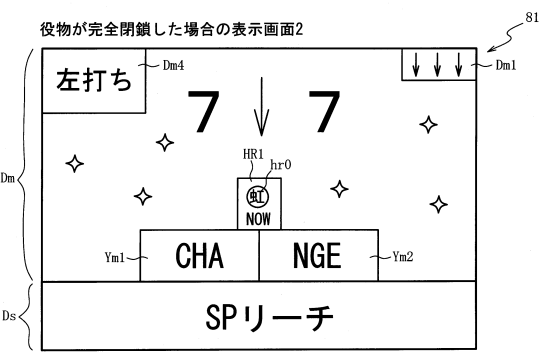 役物が完全閉鎖した場合の表示画面2
81
左打ち
Dm4
Dm1
7 7
HR1
hr0
Dm
虹
NOW
Ym1
CHA
NGE
Ym2
Ds
SPリーチ